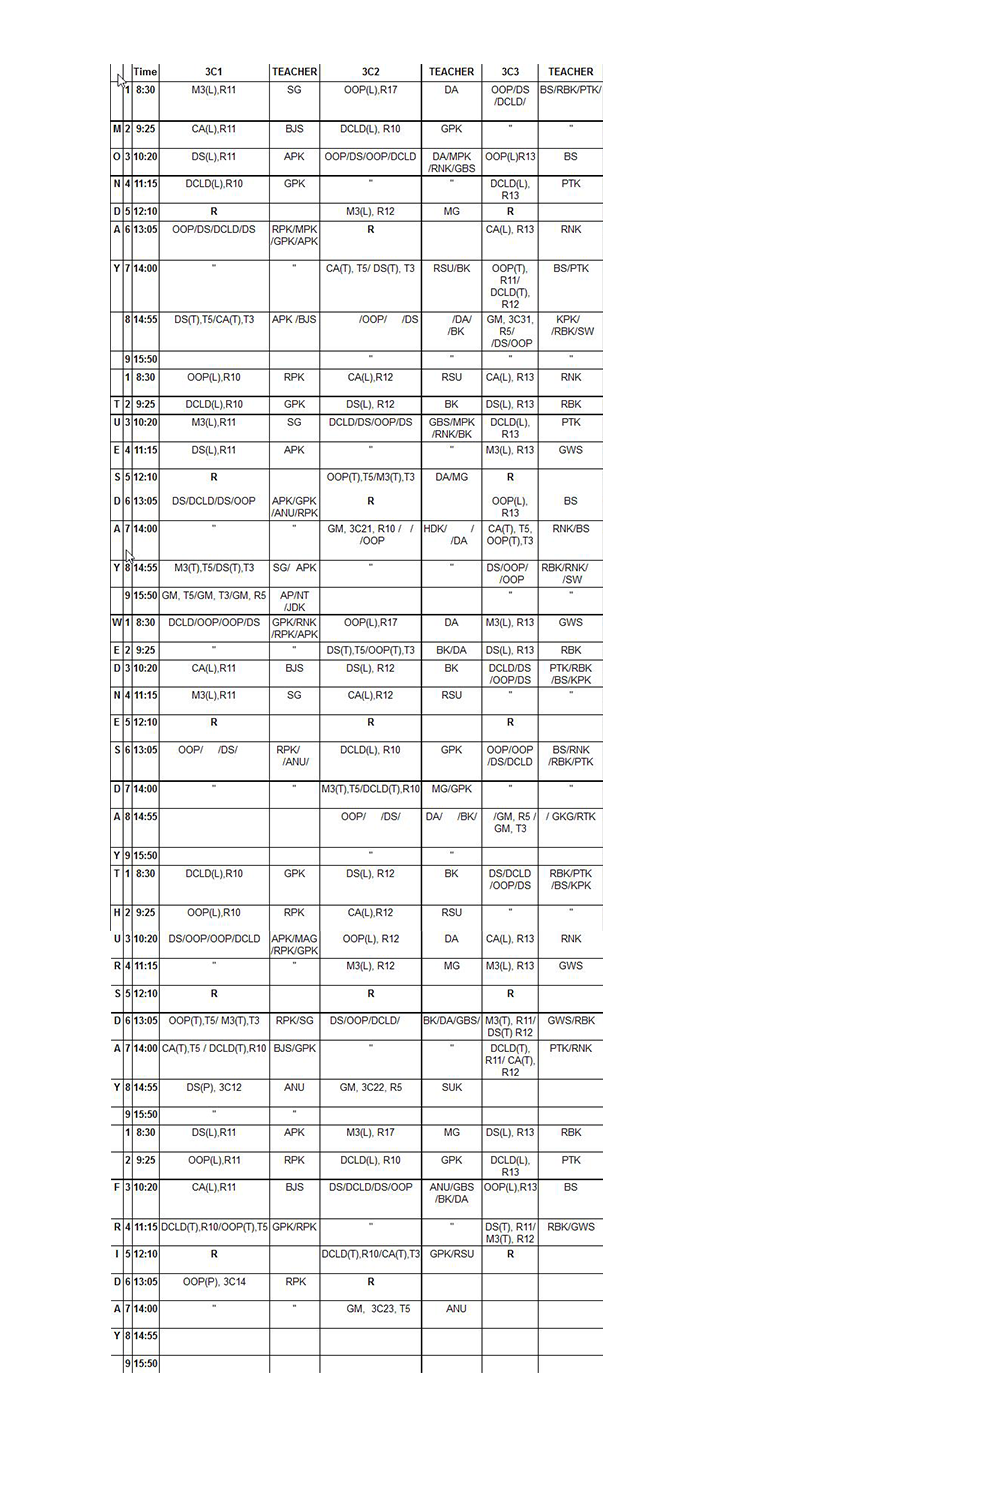 Time 3C1 TEACHER 3C2 TEACHER 3C3 TEACHER
1 8:30 M3(L),R11 SG OOP(L),R17 DA OOP/DS BS/RBK/PTK/
/DCLD/
M 2 9:25 CA(L),R11 BJS DCLD(L), R10 GPK " "
O 3 10:20 DS(L),R11 APK OOP/DS/OOP/DCLD DA/MPK OOP(L)R13 BS
/RNK/GBS
N 4 11:15 DCLD(L),R10 GPK " " DCLD(L), PTK
R13
D 5 12:10 R M3(L), R12 MG R
A 6 13:05 OOP/DS/DCLD/DS RPK/MPK R CA(L), R13 RNK
/GPK/APK
Y 7 14:00 " " CA(T), T5/ DS(T), T3 RSU/BK OOP(T), BS/PTK
R11/
DCLD(T),
R12
8 14:55 DS(T),T5/CA(T),T3 APK /BJS /OOP/ /DS /DA/ GM, 3C31, KPK/
/BK R5/ /RBK/SW
/DS/OOP
9 15:50 " " " "
1 8:30 OOP(L),R10 RPK CA(L),R12 RSU CA(L), R13 RNK
T 2 9:25 DCLD(L),R10 GPK DS(L), R12 BK DS(L), R13 RBK
U 3 10:20 M3(L),R11 SG DCLD/DS/OOP/DS GBS/MPK DCLD(L), PTK
/RNK/BK R13
E 4 11:15 DS(L),R11 APK " " M3(L), R13 GWS
S 5 12:10 R OOP(T),T5/M3(T),T3 DA/MG R
D 6 13:05 DS/DCLD/DS/OOP APK/GPK R OOP(L), BS
/ANU/RPK R13
A 7 14:00 " " GM, 3C21, R10 / / HDK/ / CA(T), T5, RNK/BS
/OOP /DA OOP(T),T3
Y 8 14:55 M3(T),T5/DS(T),T3 SG/ APK " " DS/OOP/ RBK/RNK/
/OOP /SW
9 15:50 GM, T5/GM, T3/GM, R5 AP/NT " "
/JDK
W 1 8:30 DCLD/OOP/OOP/DS GPK/RNK OOP(L),R17 DA M3(L), R13 GWS
/RPK/APK
E 2 9:25 " " DS(T),T5/OOP(T),T3 BK/DA DS(L), R13 RBK
D 3 10:20 CA(L),R11 BJS DS(L), R12 BK DCLD/DS PTK/RBK
/OOP/DS /BS/KPK
N 4 11:15 M3(L),R11 SG CA(L),R12 RSU " "
E 5 12:10 R R R
S 6 13:05 OOP/ /DS/ RPK/ DCLD(L), R10 GPK OOP/OOP BS/RNK
/ANU/ /DS/DCLD /RBK/PTK
D 7 14:00 " " M3(T),T5/DCLD(T),R10 MG/GPK " "
A 8 14:55 OOP/ /DS/ DA/ /BK/ /GM, R5 / / GKG/RTK
GM, T3
Y 9 15:50 " "
T 1 8:30 DCLD(L),R10 GPK DS(L), R12 BK DS/DCLD RBK/PTK
/OOP/DS /BS/KPK
H 2 9:25 OOP(L),R10 RPK CA(L),R12 RSU " "
U 3 10:20 DS/OOP/OOP/DCLD APK/MAG OOP(L), R12 DA CA(L), R13 RNK
/RPK/GPK
R 4 11:15 " " M3(L), R12 MG M3(L), R13 GWS
S 5 12:10 R R R
D 6 13:05 OOP(T),T5/ M3(T),T3 RPK/SG DS/OOP/DCLD/ BK/DA/GBS/ M3(T), R11/ GWS/RBK
DS(T) R12
A 7 14:00 CA(T),T5 / DCLD(T),R10 BJS/GPK " " DCLD(T), PTK/RNK
R11/ CA(T),
R12
Y 8 14:55 DS(P), 3C12 ANU GM, 3C22, R5 SUK
9 15:50 " "
1 8:30 DS(L),R11 APK M3(L), R17 MG DS(L), R13 RBK
2 9:25 OOP(L),R11 RPK DCLD(L), R10 GPK DCLD(L), PTK
R13
F 3 10:20 CA(L),R11 BJS DS/DCLD/DS/OOP ANU/GBS OOP(L),R13 BS
/BK/DA
R 4 11:15 DCLD(T),R10/OOP(T),T5 GPK/RPK " " DS(T), R11/ RBK/GWS
M3(T), R12
I 5 12:10 R DCLD(T),R10/CA(T),T3 GPK/RSU R
D 6 13:05 OOP(P), 3C14 RPK R
A 7 14:00 " " GM, 3C23, T5 ANU
Y 8 14:55
9 15:50